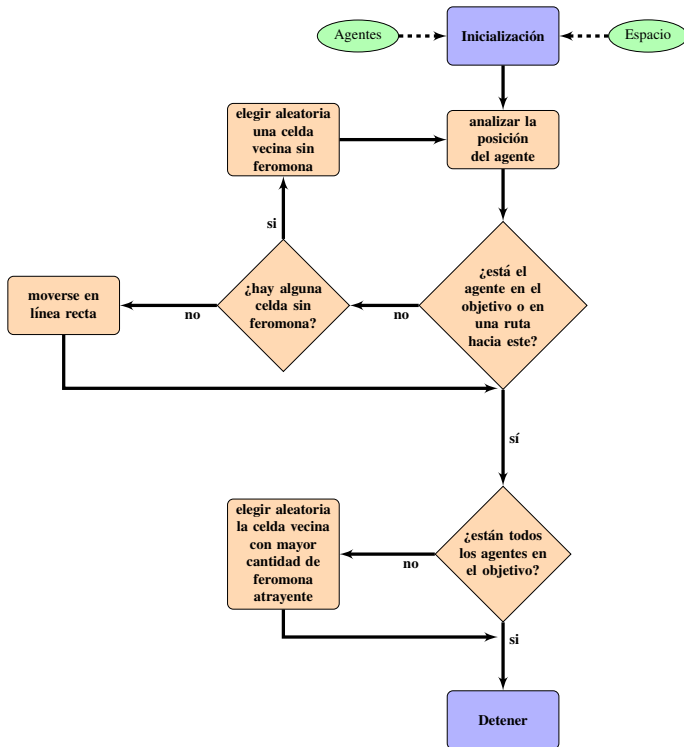 Agentes
Inicialización
Espacio
elegir aleatoria
una celda
vecina sin
feromona
analizar la
posición
del agente
si
¿está el
agente en el
objetivo o en
una ruta
hacia este?
¿hay alguna
celda sin
feromona?
moverse en
línea recta
no
no
sí
elegir aleatoria
la celda vecina
con mayor
cantidad de
feromona
atrayente
¿están todos
los agentes en
el objetivo?
no
si
Detener